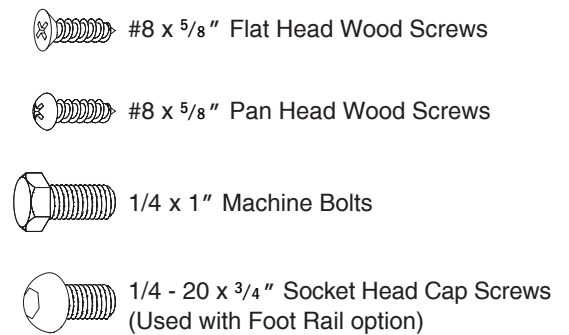 #8 x 5/8" Flat Head Wood Screws
#8 x 5/8" Pan Head Wood Screws
1/4 x 1" Machine Bolts
1/4 - 20 x 3/4" Socket Head Cap Screws
(Used with Foot Rail option)